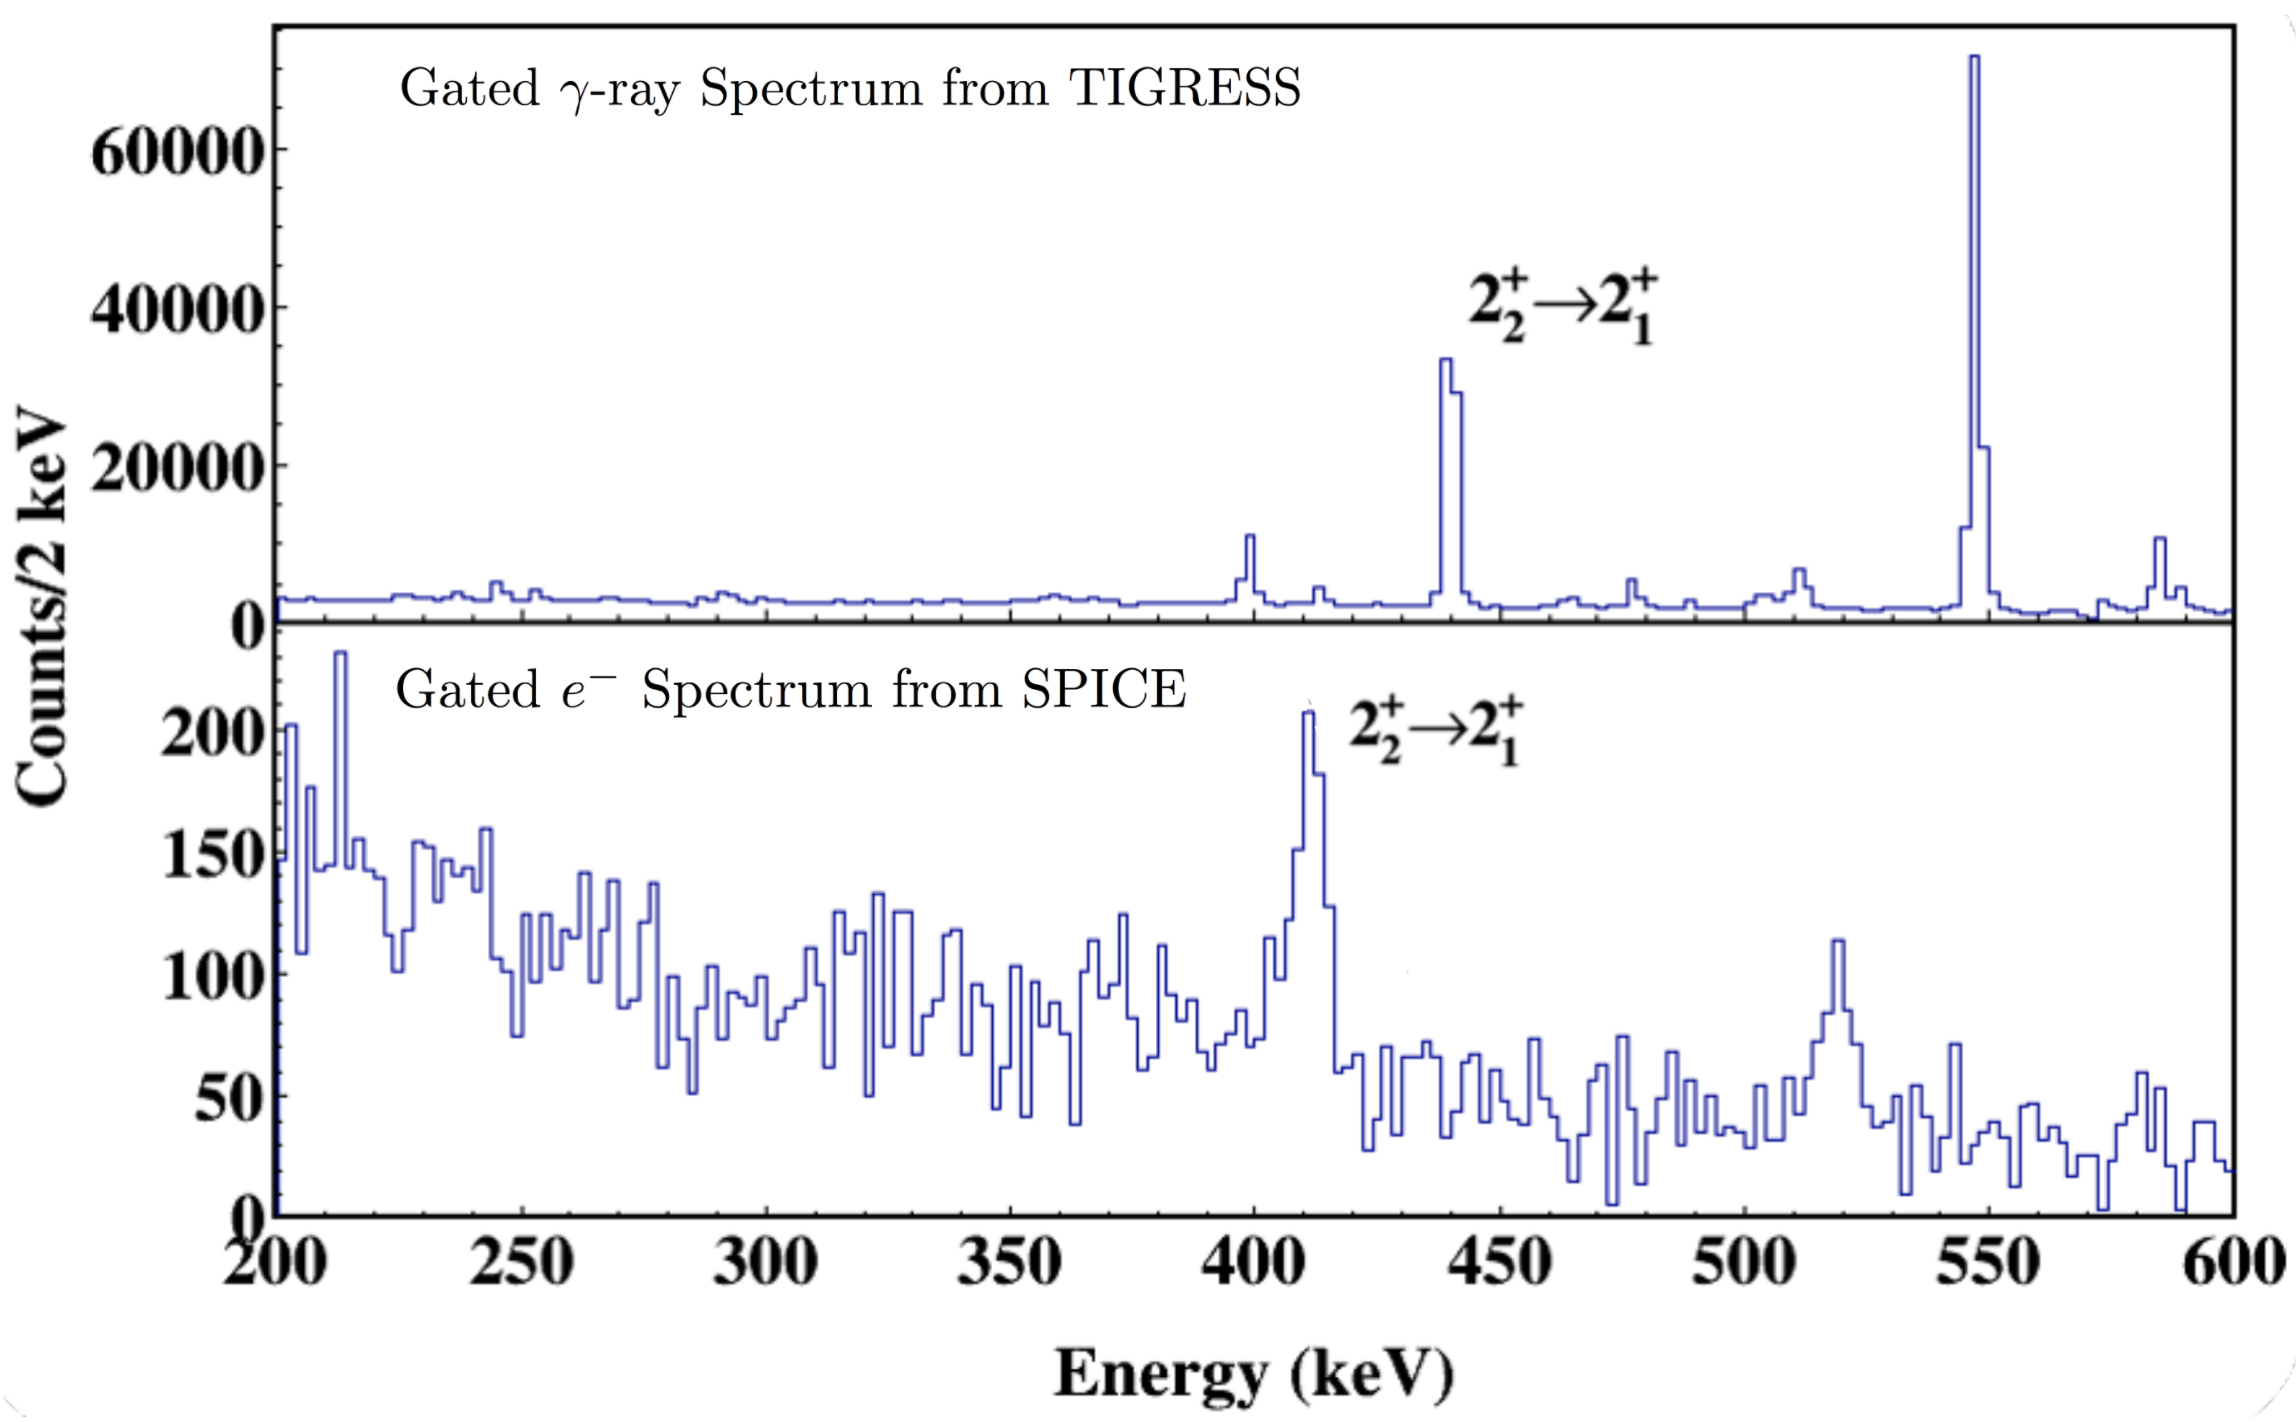 Gated γ-ray Spectrum from TIGRESS
60000
40000
20000
0
2₂⁺→2₁⁺
Counts/2 keV
Gated e⁻ Spectrum from SPICE
2₂⁺→2₁⁺
200
150
100
50
0
200 250 300 350 400 450 500 550 600
Energy (keV)